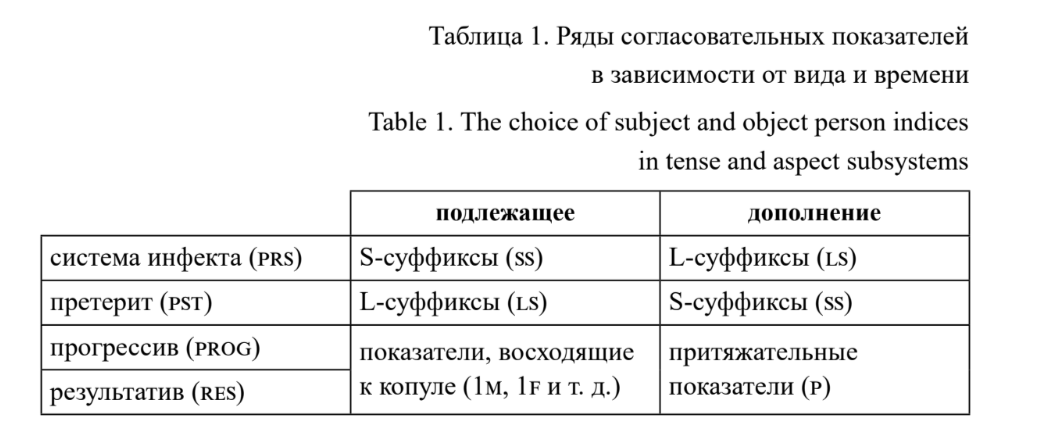 Таблица 1. Ряды согласовательных показателей
в зависимости от вида и времени
Table 1. The choice of subject and object person indices
in tense and aspect subsystems
подлежащее дополнение
система инфекта (PRS) S-суффиксы (SS) L-суффиксы (LS)
претерит (PST) L-суффиксы (LS) S-суффиксы (SS)
прогрессив (PROG)
результатив (RES)
показатели, восходящие
к копуле (1M, 1F и т. д.)
притяжательные
показатели (P)